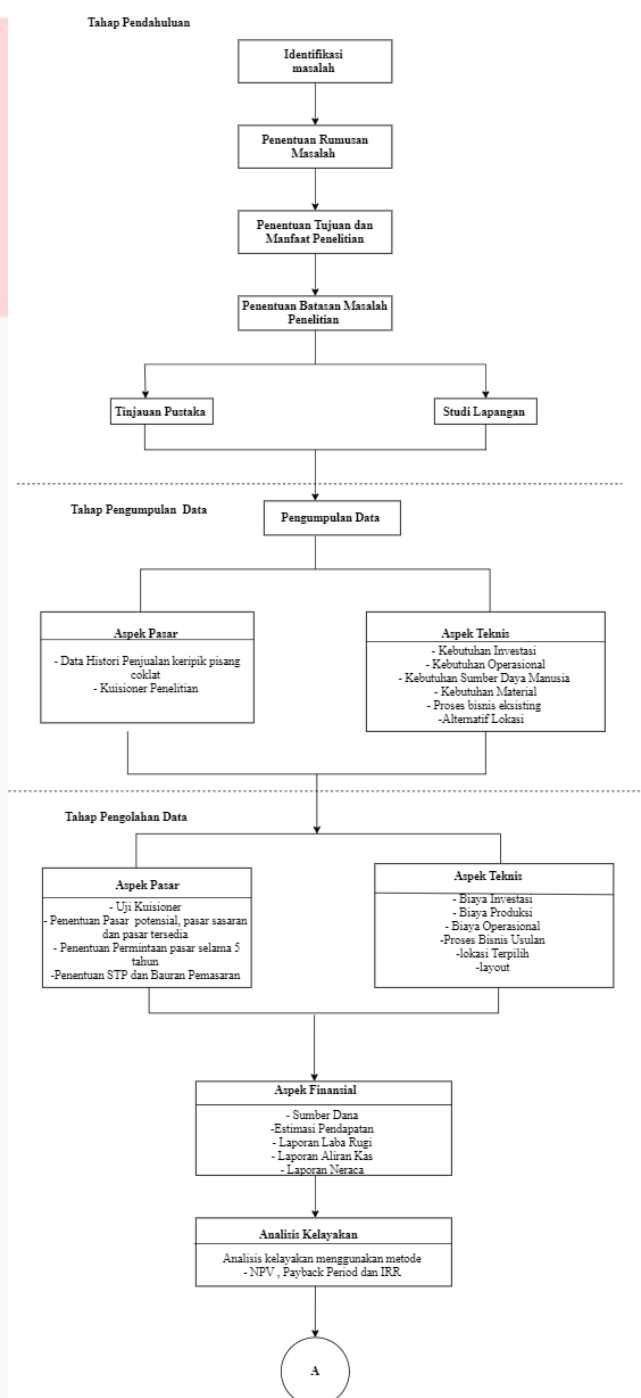 Tahap Pendahuluan
Identifikasi
masalah
Penentuan Rumusan
Masalah
Penentuan Tujuan dan
Manfaat Penelitian
Penentuan Batasan Masalah
Penelitian
Tinjauan Pustaka
Studi Lapangan
Tahap Pengumpulan Data
Pengumpulan Data
Aspek Pasar
- Data Histori Penjualan keripik pisang
coklat
- Kuisioner Penelitian
Aspek Teknis
- Kebutuhan Investasi
- Kebutuhan Operasional
- Kebutuhan Sumber Daya Manusia
- Kebutuhan Material
- Proses bisnis eksisting
-Alternatif Lokasi
Tahap Pengolahan Data
Aspek Pasar
- Uji Kuisioner
- Penentuan Pasar potensial, pasar sasaran
dan pasar tersedia
- Penentuan Permintaan pasar selama 5
tahun
-Penentuan STP dan Bauran Pemasaran
Aspek Teknis
- Biaya Investasi
- Biaya Produksi
- Biaya Operasional
-Proses Bisnis Usulan
-lokasi Terpilih
-layout
Aspek Finansial
- Sumber Dana
-Estimasi Pendapatan
- Laporan Laba Rugi
- Laporan Aliran Kas
- Laporan Neraca
Analisis Kelayakan
Analisis kelayakan menggunakan metode
- NPV , Payback Period dan IRR
A